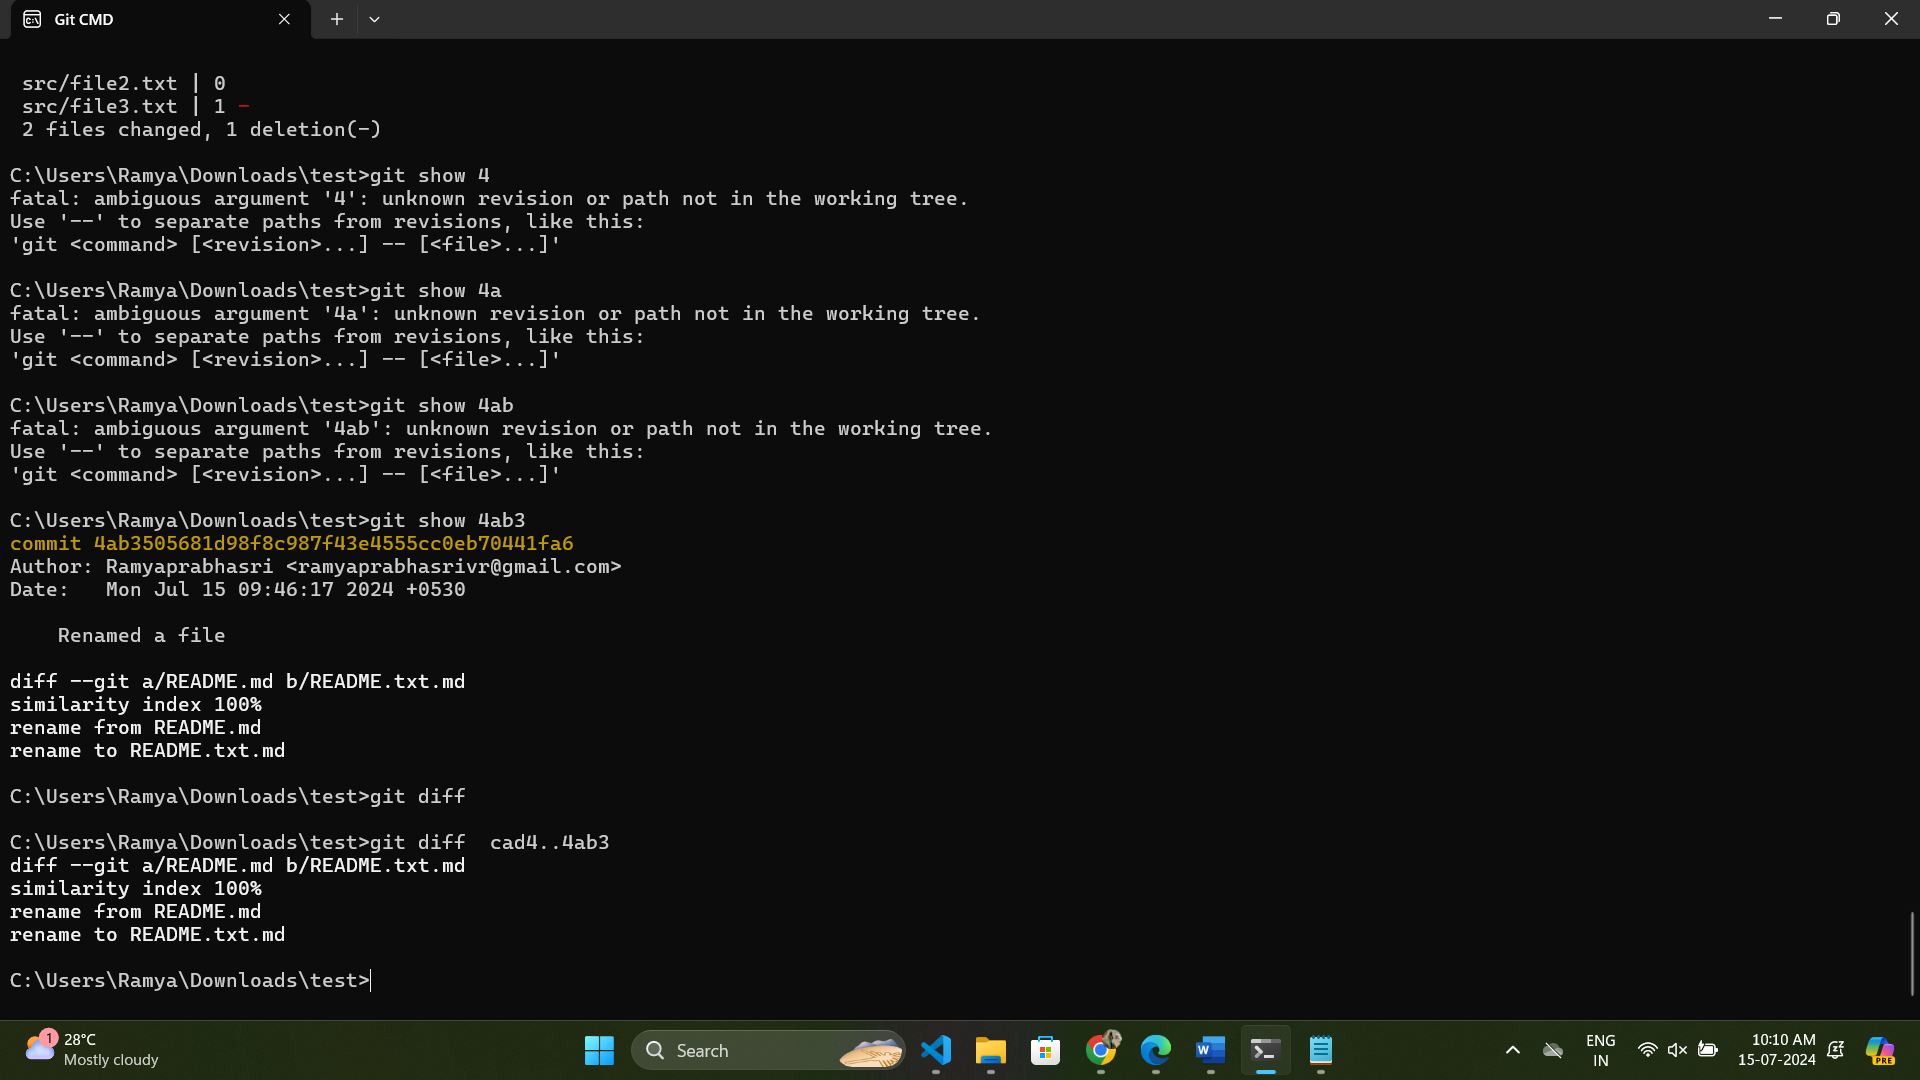 Git CMD
src/file2.txt | 0
src/file3.txt | 1 -
2 files changed, 1 deletion(-)
C:\Users\Ramya\Downloads\test>git show 4
fatal: ambiguous argument '4': unknown revision or path not in the working tree.
Use '--' to separate paths from revisions, like this:
'git <command> [<revision>...] -- [<file>...]'
C:\Users\Ramya\Downloads\test>git show 4a
fatal: ambiguous argument '4a': unknown revision or path not in the working tree.
Use '--' to separate paths from revisions, like this:
'git <command> [<revision>...] -- [<file>...]'
C:\Users\Ramya\Downloads\test>git show 4ab
fatal: ambiguous argument '4ab': unknown revision or path not in the working tree.
Use '--' to separate paths from revisions, like this:
'git <command> [<revision>...] -- [<file>...]'
C:\Users\Ramya\Downloads\test>git show 4ab3
commit 4ab3505681d98f8c987f43e4555cc0eb70441fa6
Author: Ramyaprabhasri <ramyaprabhasrivr@gmail.com>
Date:   Mon Jul 15 09:46:17 2024 +0530
Renamed a file
diff --git a/README.md b/README.txt.md
similarity index 100%
rename from README.md
rename to README.txt.md
C:\Users\Ramya\Downloads\test>git diff
C:\Users\Ramya\Downloads\test>git diff  cad4..4ab3
diff --git a/README.md b/README.txt.md
similarity index 100%
rename from README.md
rename to README.txt.md
C:\Users\Ramya\Downloads\test>
1
28°C
Mostly cloudy
Search
W
ENG
IN
10:10 AM
15-07-2024
PRE